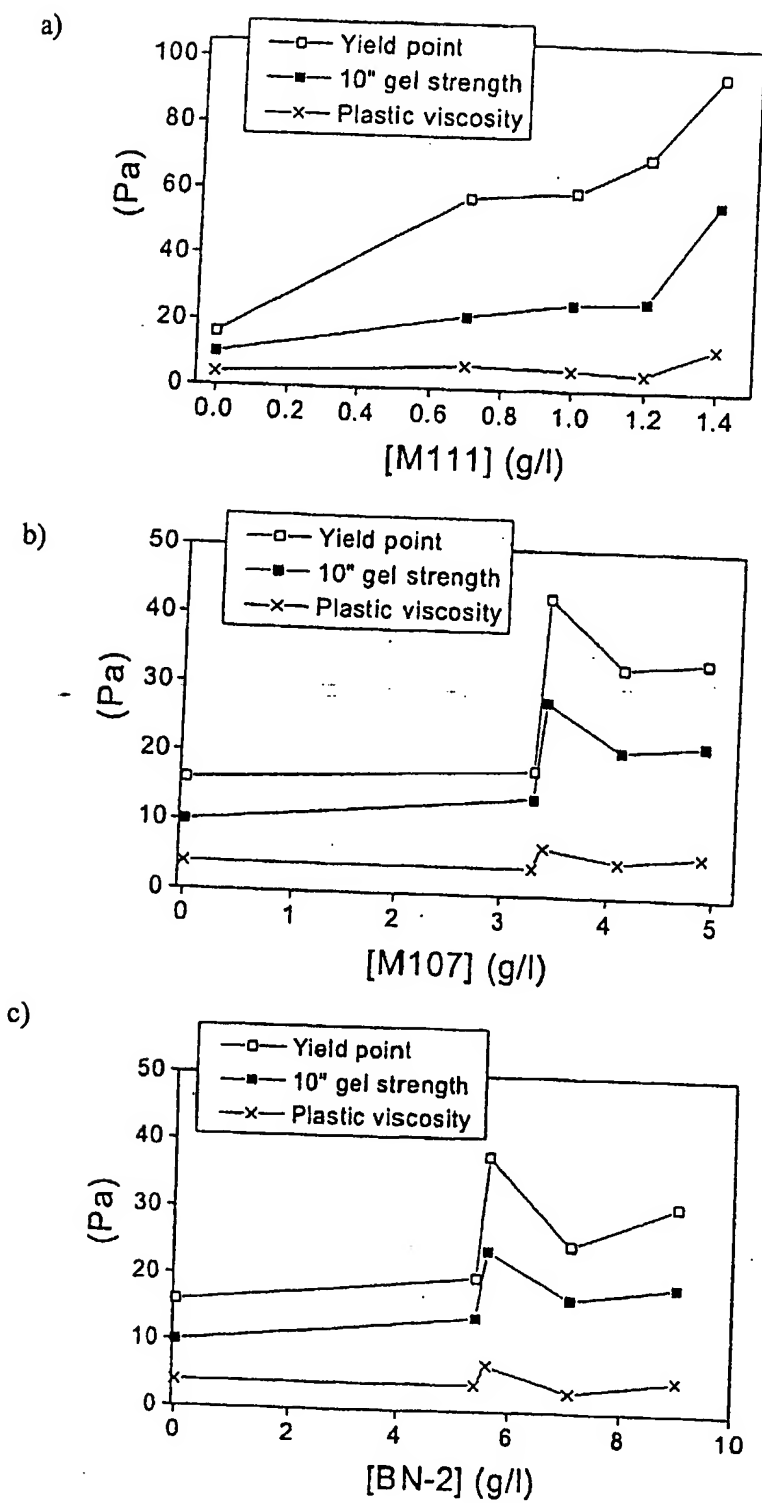 a)
Yield point
10" gel strength
Plastic viscosity
100
80
60
40
20
0
(Pa)
0.0 0.2 0.4 0.6 0.8 1.0 1.2 1.4
[M111] (g/l)
b)
Yield point
10" gel strength
Plastic viscosity
50
40
30
20
10
0
(Pa)
0 1 2 3 4 5
[M107] (g/l)
c)
Yield point
10" gel strength
Plastic viscosity
50
40
30
20
10
0
(Pa)
0 2 4 6 8 10
[BN-2] (g/l)